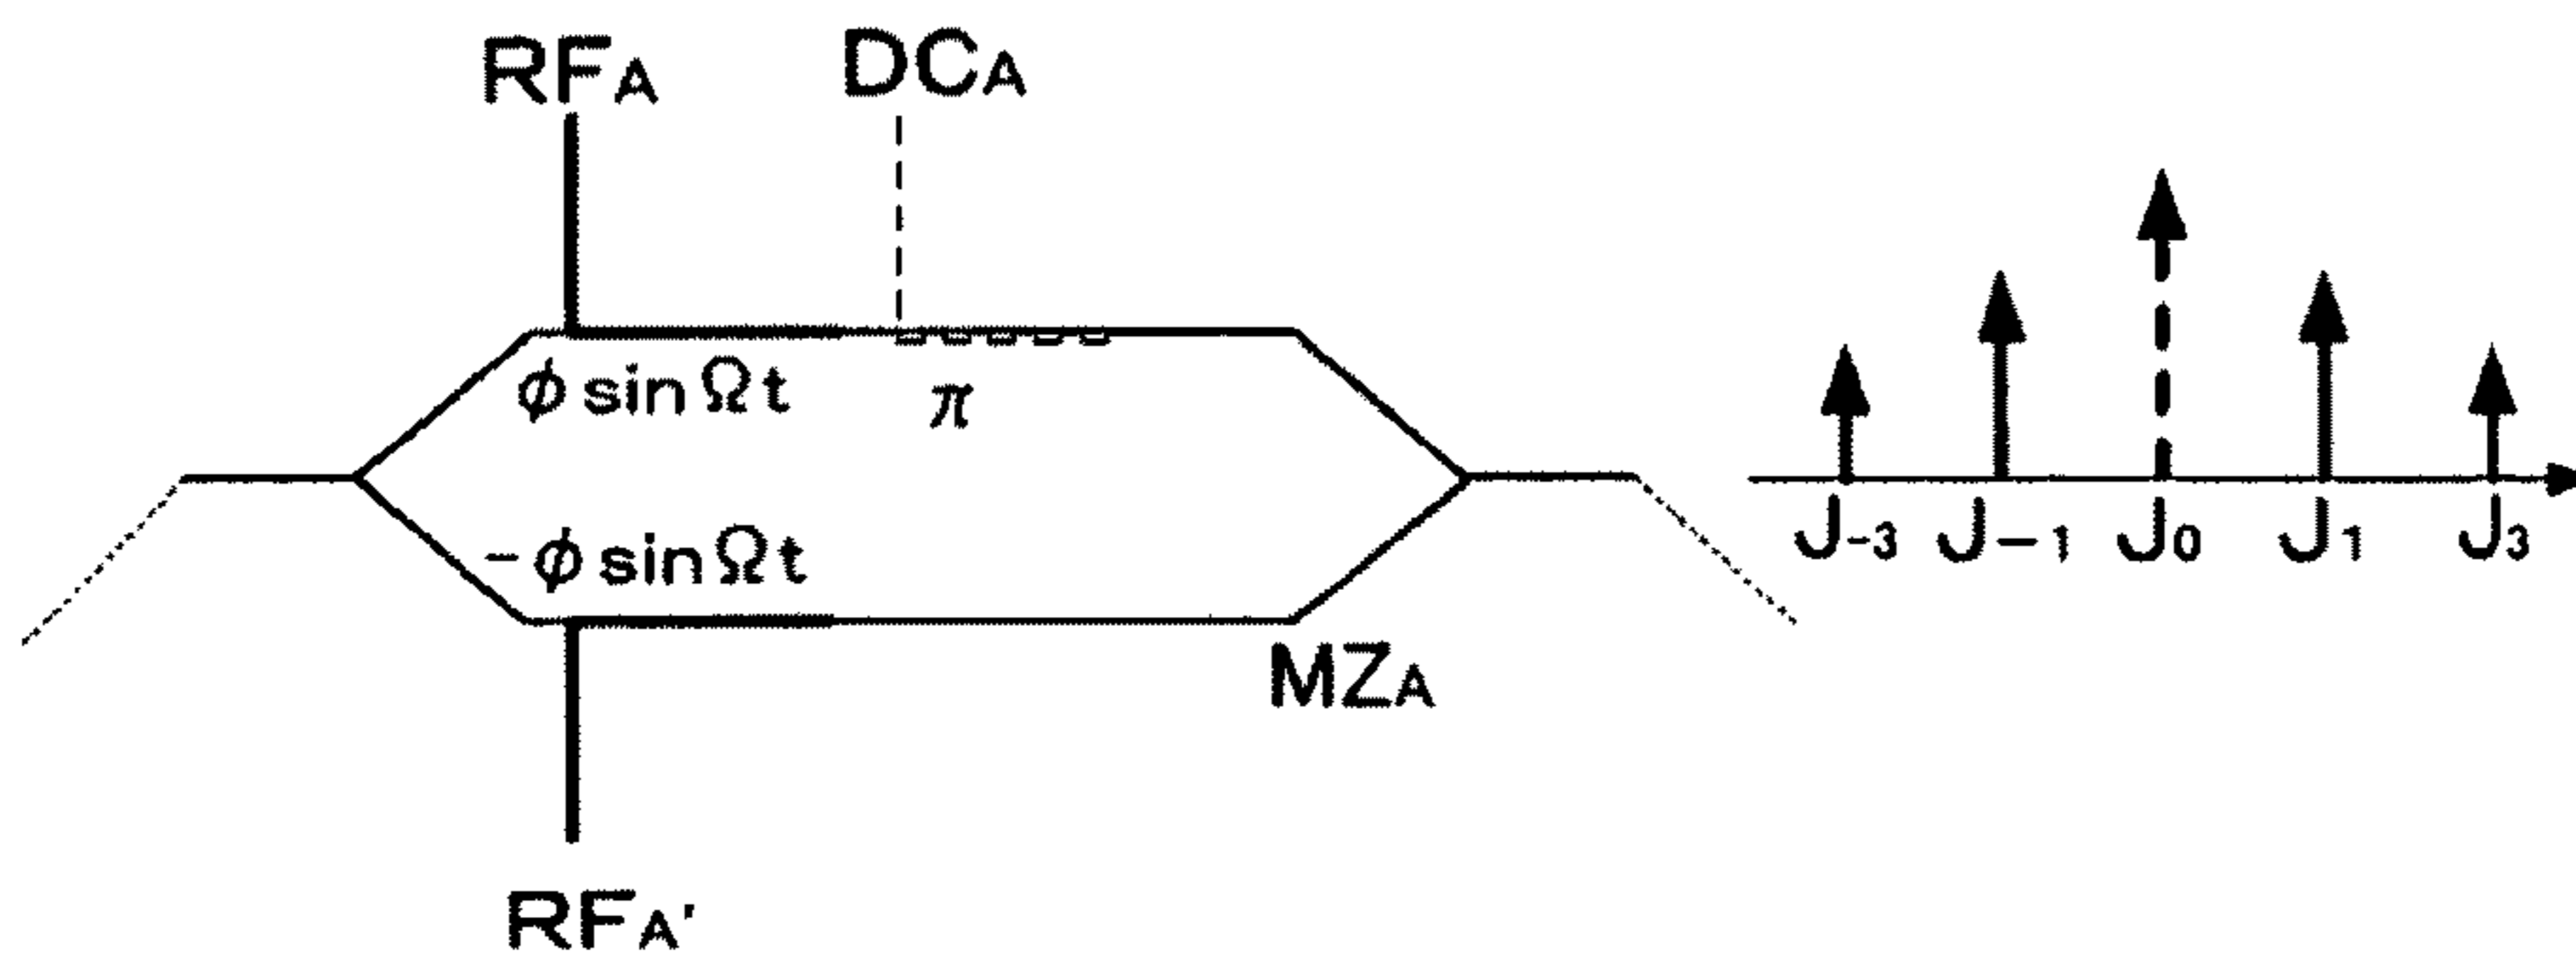 RFA
DCA
ϕ sin Ωt
π
-ϕ sin Ωt
J-3
J-1
J0
J1
J3
MZA
RFA'